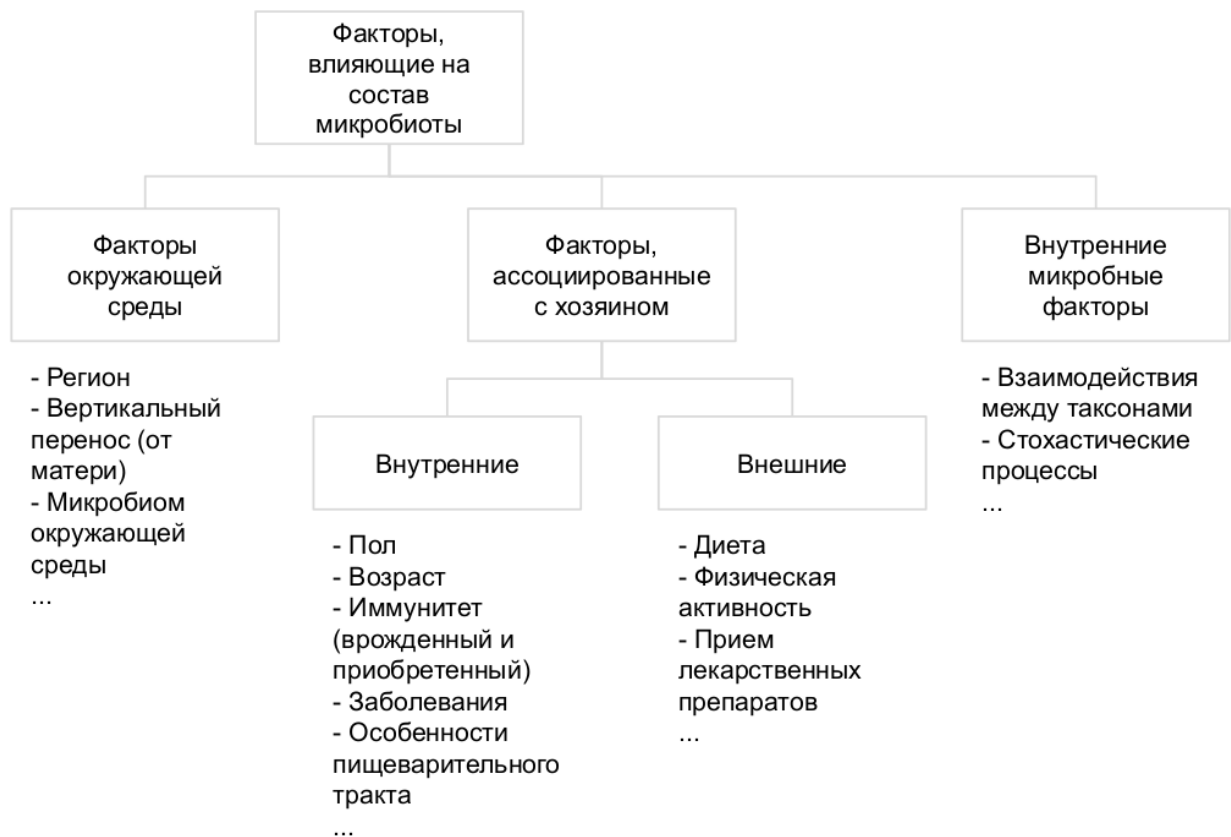 Факторы,
влияющие на
состав
микробиоты
Факторы
окружающей
среды
Факторы,
ассоциированные
с хозяином
Внутренние
микробные
факторы
- Регион
- Вертикальный
перенос (от
матери)
- Микробиом
окружающей
среды
...
Внутренние
Внешние
- Взаимодействия
между таксонами
- Стохастические
процессы
...
- Пол
- Возраст
- Иммунитет
(врожденный и
приобретенный)
- Заболевания
- Особенности
пищеварительного
тракта
...
- Диета
- Физическая
активность
- Прием
лекарственных
препаратов
...